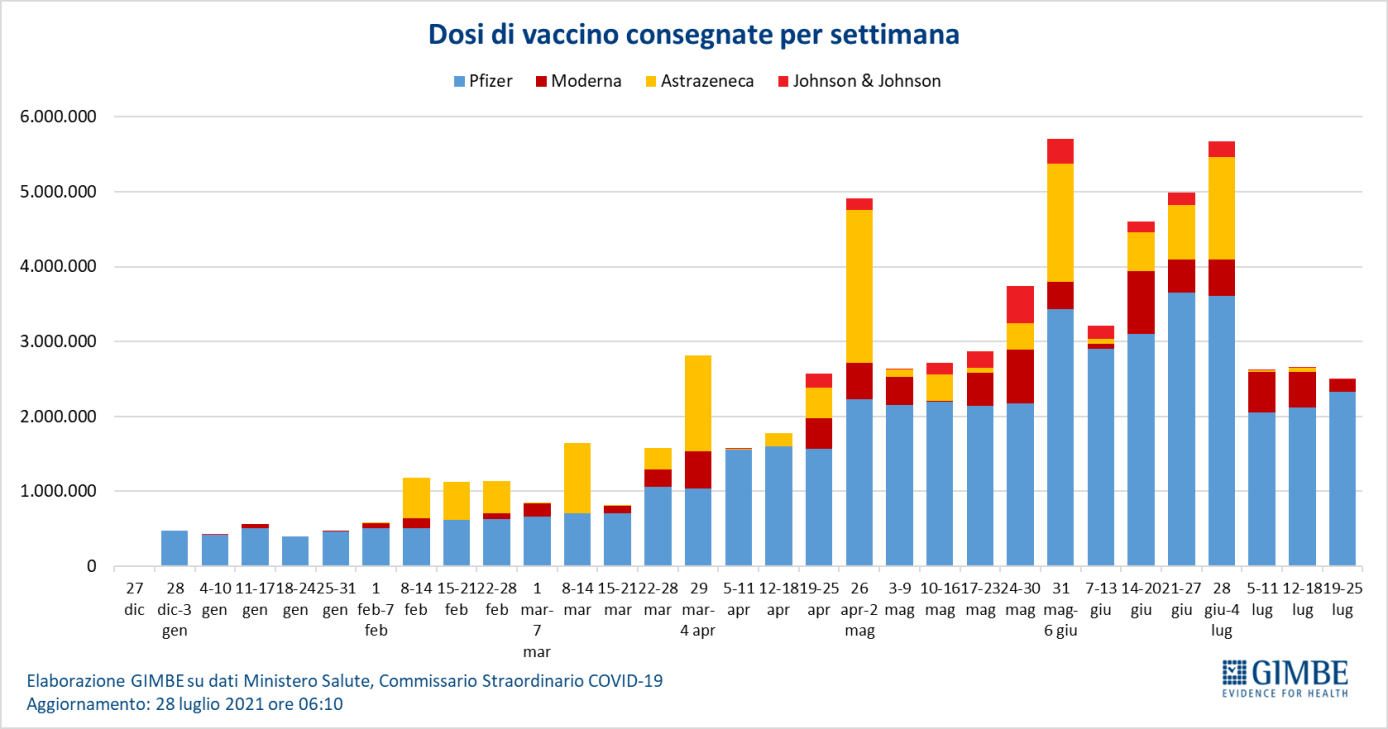 Dosi di vaccino consegnate per settimana
Pfizer Moderna Astrazeneca Johnson & Johnson
6.000.000
5.000.000
4.000.000
3.000.000
2.000.000
1.000.000
0
27 28 4-10 11-17 18-24 25-31 1 8-14 15-21 22-28 1 8-14 15-21 22-28 29 5-11 12-18 19-25 26 3-9 10-16 17-23 24-30 31 7-13 14-20 21-27 28 5-11 12-18 19-25
dic dic-3 gen gen gen gen feb-7 feb feb feb mar- mar mar mar mar- apr apr apr apr-2 mag mag mag mag mag- giu giu giu giu-4 lug lug lug
gen feb 7 4 apr mag 6 giu lug
mar
Elaborazione GIMBE su dati Ministero Salute, Commissario Straordinario COVID-19
Aggiornamento: 28 luglio 2021 ore 06:10
GIMBE
EVIDENCE FOR HEALTH